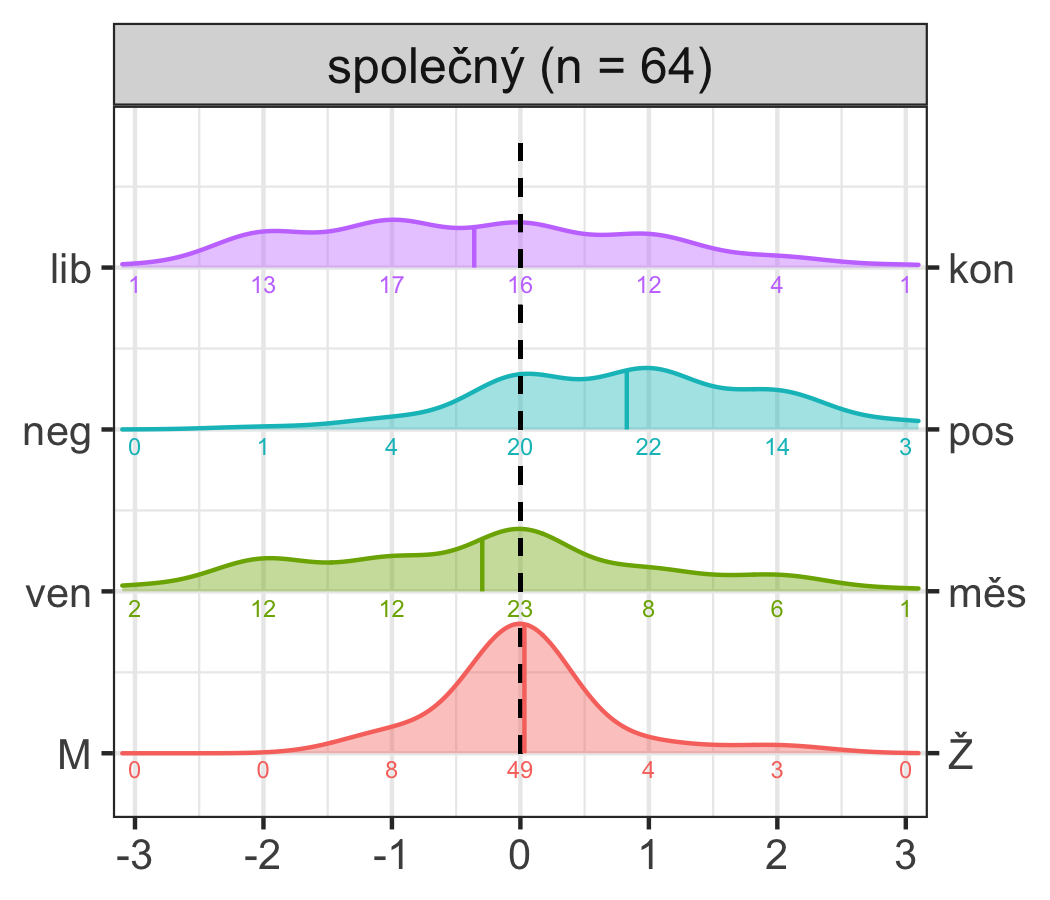 společný (n = 64)
lib kon
1 13 17 16 12 4 1
neg pos
0 1 4 20 22 14 3
ven měs
2 12 12 23 8 6 1
M Ž
0 0 8 49 4 3 0
-3 -2 -1 0 1 2 3